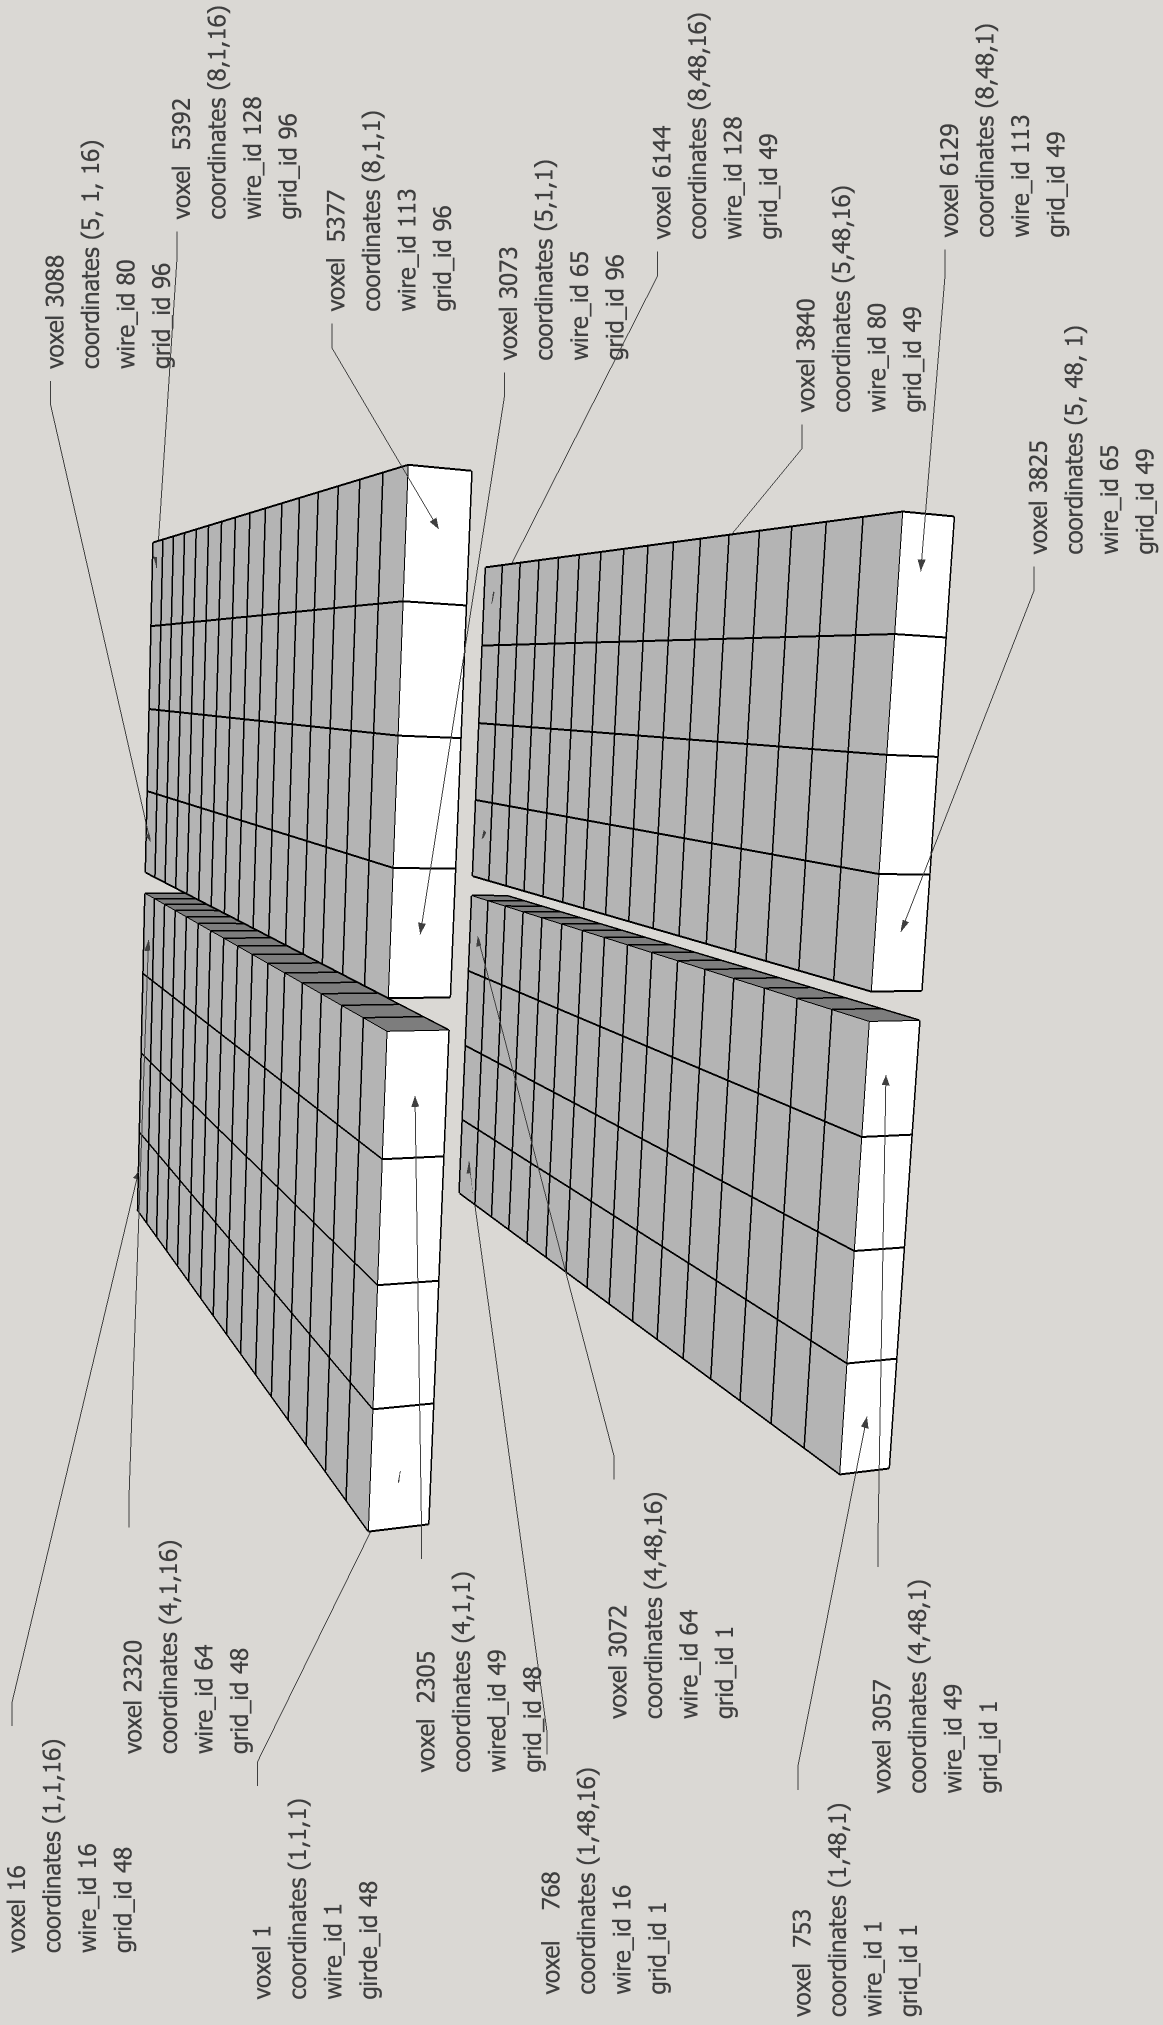 voxel 16
coordinates (1,1,16)
wire_id 16
grid_id 48
voxel 2320
coordinates (4,1,16)
wire_id 64
grid_id 48
voxel 1
coordinates (1,1,1)
wire_id 1
girde_id 48
voxel 2305
coordinates (4,1,1)
wired_id 49
grid_id 48
voxel 768
coordinates (1,48,16)
wire_id 16
grid_id 1
voxel 3072
coordinates (4,48,16)
wire_id 64
grid_id 1
voxel 753
coordinates (1,48,1)
wire_id 1
grid_id 1
voxel 3057
coordinates (4,48,1)
wire_id 49
grid_id 1
voxel 3088
coordinates (5, 1, 16)
wire_id 80
grid_id 96
voxel 5392
coordinates (8,1,16)
wire_id 128
grid_id 96
voxel 5377
coordinates (8,1,1)
wire_id 113
grid_id 96
voxel 3073
coordinates (5,1,1)
wire_id 65
grid_id 96
voxel 6144
coordinates (8,48,16)
wire_id 128
grid_id 49
voxel 3840
coordinates (5,48,16)
wire_id 80
grid_id 49
voxel 6129
coordinates (8,48,1)
wire_id 113
grid_id 49
voxel 3825
coordinates (5, 48, 1)
wire_id 65
grid_id 49